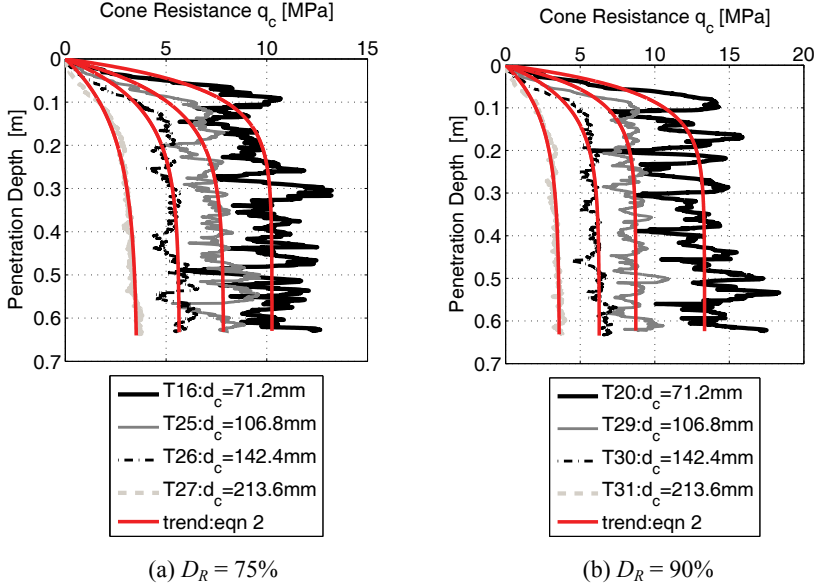 Cone Resistance q_c [MPa]
0 5 10 15
0
0.1
0.2
0.3
0.4
0.5
0.6
0.7
Penetration Depth [m]
T16:d_c=71.2mm
T25:d_c=106.8mm
T26:d_c=142.4mm
T27:d_c=213.6mm
trend:eqn 2
(a) D_R = 75%
Cone Resistance q_c [MPa]
0 5 10 15 20
0
0.1
0.2
0.3
0.4
0.5
0.6
0.7
Penetration Depth [m]
T20:d_c=71.2mm
T29:d_c=106.8mm
T30:d_c=142.4mm
T31:d_c=213.6mm
trend:eqn 2
(b) D_R = 90%